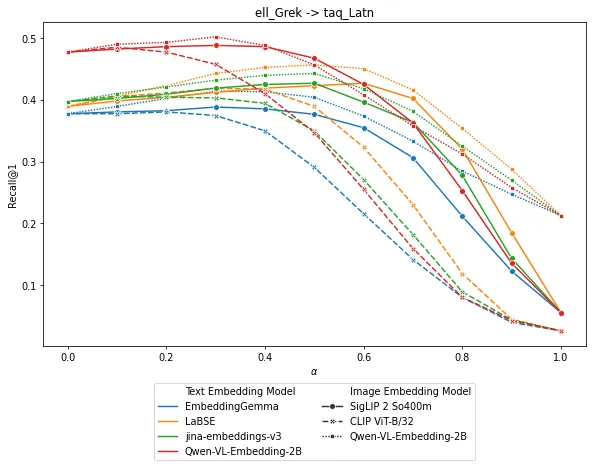 ell_Grek -> taq_Latn
Recall@1
0.5
0.4
0.3
0.2
0.1
0.0 0.2 0.4 0.6 0.8 1.0
α
Text Embedding Model
EmbeddingGemma
LaBSE
jina-embeddings-v3
Qwen-VL-Embedding-2B
Image Embedding Model
SigLIP 2 So400m
CLIP ViT-B/32
Qwen-VL-Embedding-2B